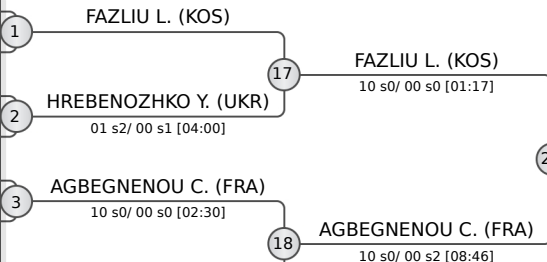 FAZLIU L. (KOS)
1
17
FAZLIU L. (KOS)
10 s0/ 00 s0 [01:17]
HREBENOZHKO Y. (UKR)
2
01 s2/ 00 s1 [04:00]
AGBEGNENOU C. (FRA)
3
10 s0/ 00 s0 [02:30]
18
AGBEGNENOU C. (FRA)
10 s0/ 00 s2 [08:46]